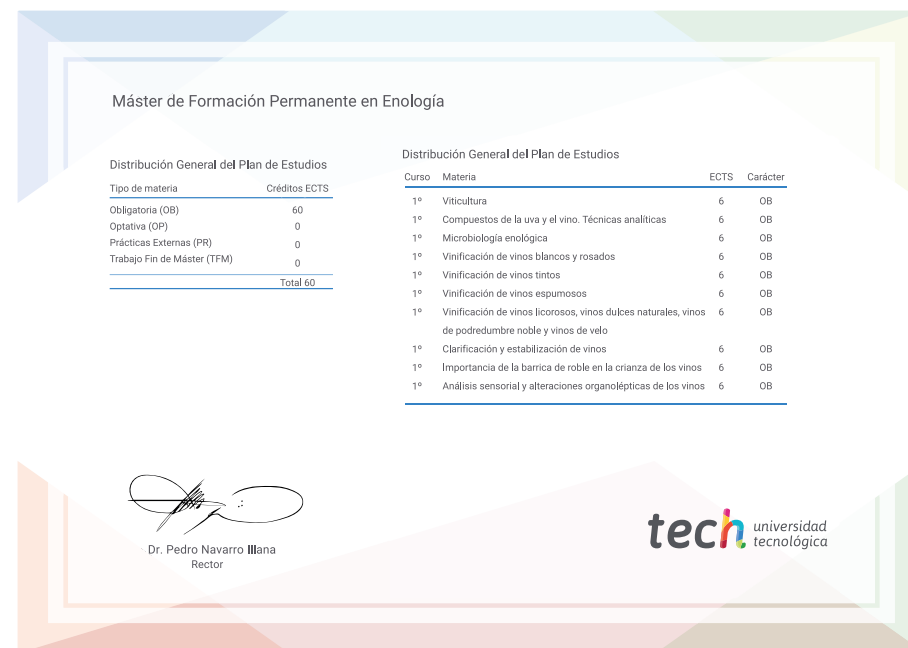 Máster de Formación Permanente en Enología
Distribución General del Plan de Estudios
Tipo de materia Créditos ECTS
Obligatoria (OB) 60
Optativa (OP) 0
Prácticas Externas (PR) 0
Trabajo Fin de Máster (TFM) 0
Total 60
Distribución General del Plan de Estudios
Curso Materia ECTS Carácter
1º Viticultura 6 OB
1º Compuestos de la uva y el vino. Técnicas analíticas 6 OB
1º Microbiología enológica 6 OB
1º Vinificación de vinos blancos y rosados 6 OB
1º Vinificación de vinos tintos 6 OB
1º Vinificación de vinos espumosos 6 OB
1º Vinificación de vinos licorosos, vinos dulces naturales, vinos 6 OB
de podredumbre noble y vinos de velo
1º Clarificación y estabilización de vinos 6 OB
1º Importancia de la barrica de roble en la crianza de los vinos 6 OB
1º Análisis sensorial y alteraciones organolépticas de los vinos 6 OB
Dr. Pedro Navarro Illana
Rector
tech universidad
tecnológica